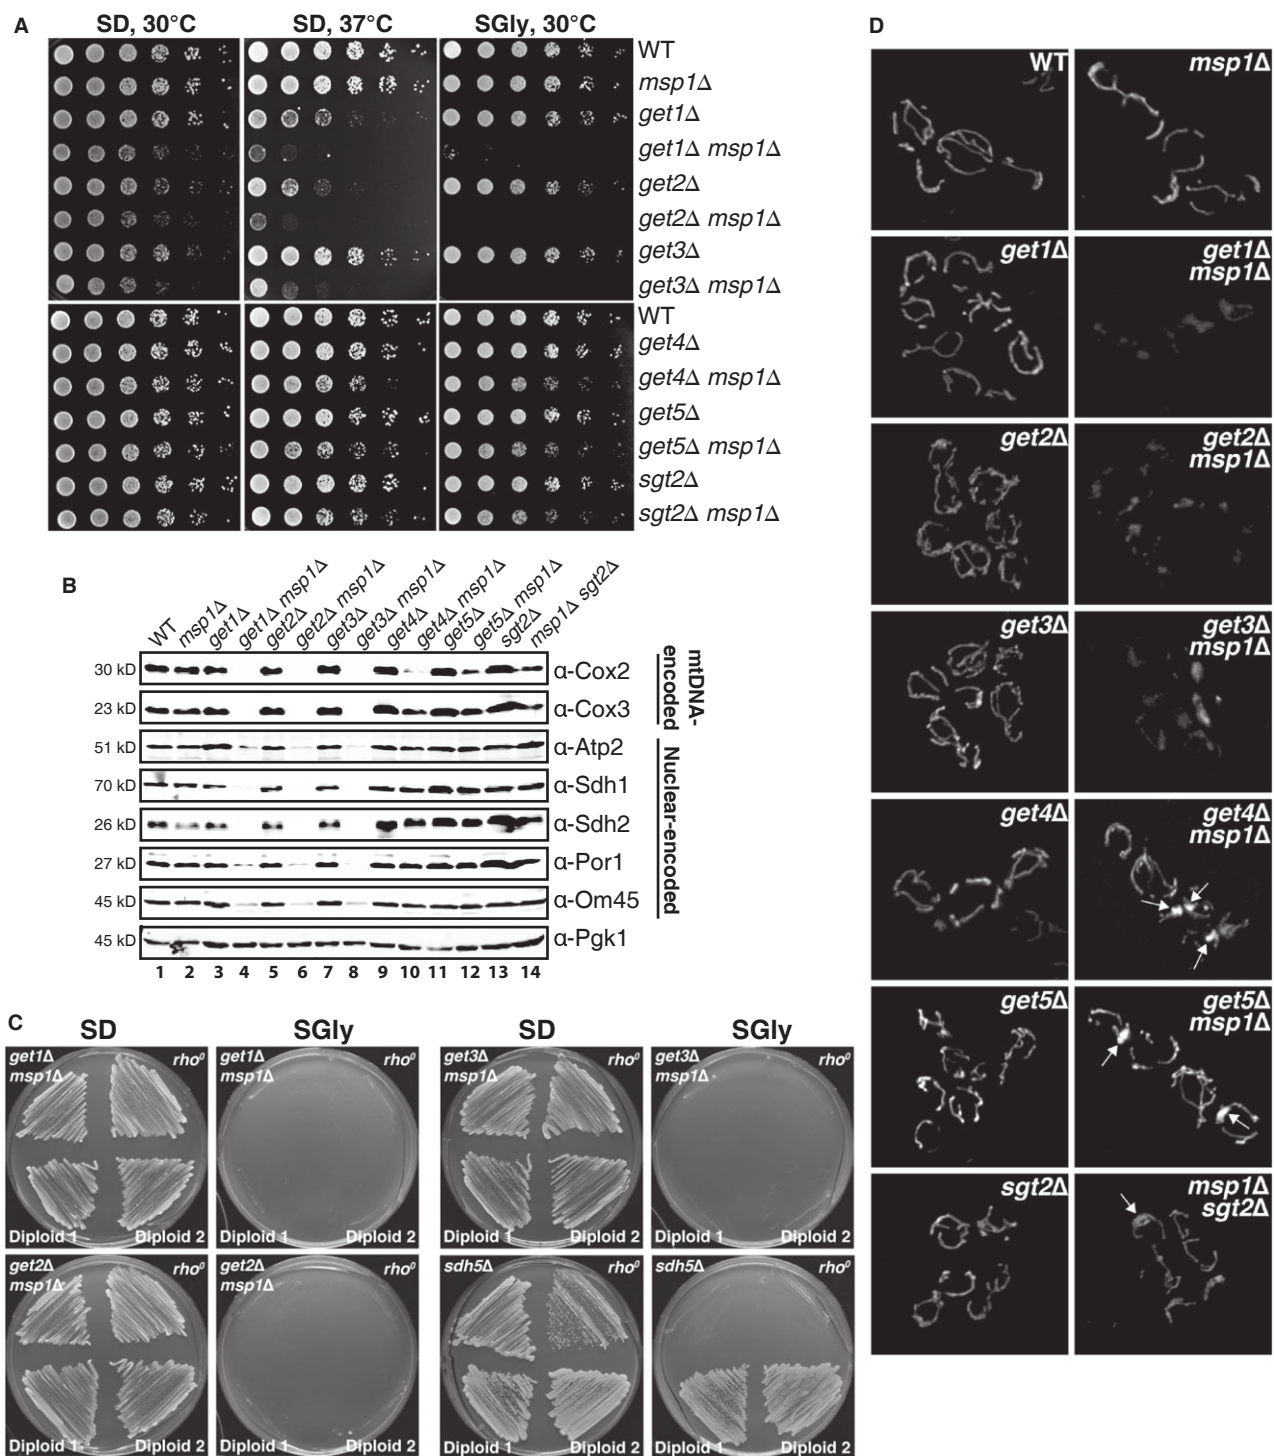 A
SD, 30°C
SD, 37°C
SGly, 30°C
WT
msp1Δ
get1Δ
get1Δ msp1Δ
get2Δ
get2Δ msp1Δ
get3Δ
get3Δ msp1Δ
WT
get4Δ
get4Δ msp1Δ
get5Δ
get5Δ msp1Δ
sgt2Δ
sgt2Δ msp1Δ
B
WT
msp1Δ
get1Δ
get1Δ msp1Δ
get2Δ
get2Δ msp1Δ
get3Δ
get3Δ msp1Δ
get4Δ
get4Δ msp1Δ
get5Δ
get5Δ msp1Δ
sgt2Δ
msp1Δ sgt2Δ
30 kD α-Cox2
23 kD α-Cox3
51 kD α-Atp2
70 kD α-Sdh1
26 kD α-Sdh2
27 kD α-Por1
45 kD α-Om45
45 kD α-Pgk1
mtDNA-
encoded
Nuclear-encoded
1 2 3 4 5 6 7 8 9 10 11 12 13 14
C
SD
SGly
SD
SGly
get1Δ
msp1Δ
rho⁰
Diploid 1
Diploid 2
get1Δ
msp1Δ
rho⁰
Diploid 1
Diploid 2
get3Δ
msp1Δ
rho⁰
Diploid 1
Diploid 2
get3Δ
msp1Δ
rho⁰
Diploid 1
Diploid 2
get2Δ
msp1Δ
rho⁰
Diploid 1
Diploid 2
get2Δ
msp1Δ
rho⁰
Diploid 1
Diploid 2
sdh5Δ
rho⁰
Diploid 1
Diploid 2
sdh5Δ
rho⁰
Diploid 1
Diploid 2
D
WT
msp1Δ
get1Δ
get1Δ
msp1Δ
get2Δ
get2Δ
msp1Δ
get3Δ
get3Δ
msp1Δ
get4Δ
get4Δ
msp1Δ
get5Δ
get5Δ
msp1Δ
sgt2Δ
msp1Δ
sgt2Δ